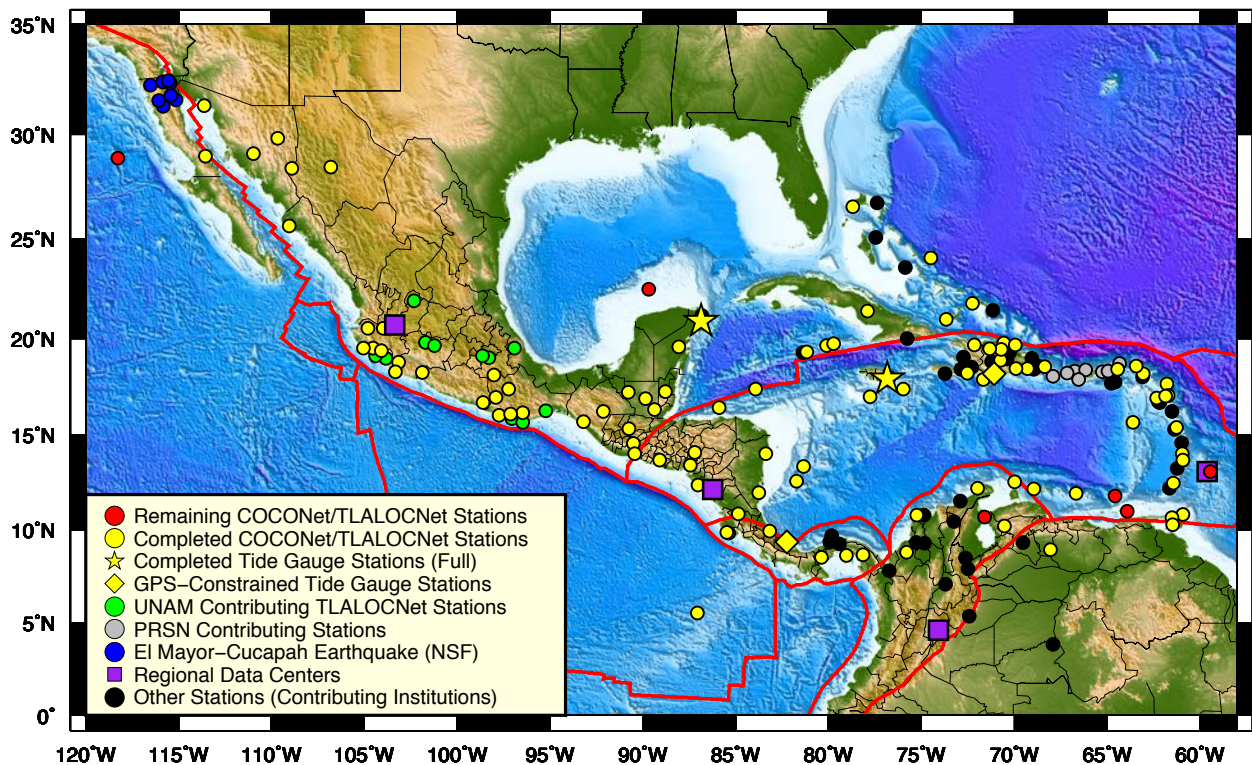 35˚N
30˚N
25˚N
20˚N
15˚N
10˚N
5˚N
0˚
Remaining COCONet/TLALOCNet Stations
Completed COCONet/TLALOCNet Stations
Completed Tide Gauge Stations (Full)
GPS−Constrained Tide Gauge Stations
UNAM Contributing TLALOCNet Stations
PRSN Contributing Stations
El Mayor−Cucapah Earthquake (NSF)
Regional Data Centers
Other Stations (Contributing Institutions)
120˚W 115˚W 110˚W 105˚W 100˚W 95˚W 90˚W 85˚W 80˚W 75˚W 70˚W 65˚W 60˚W